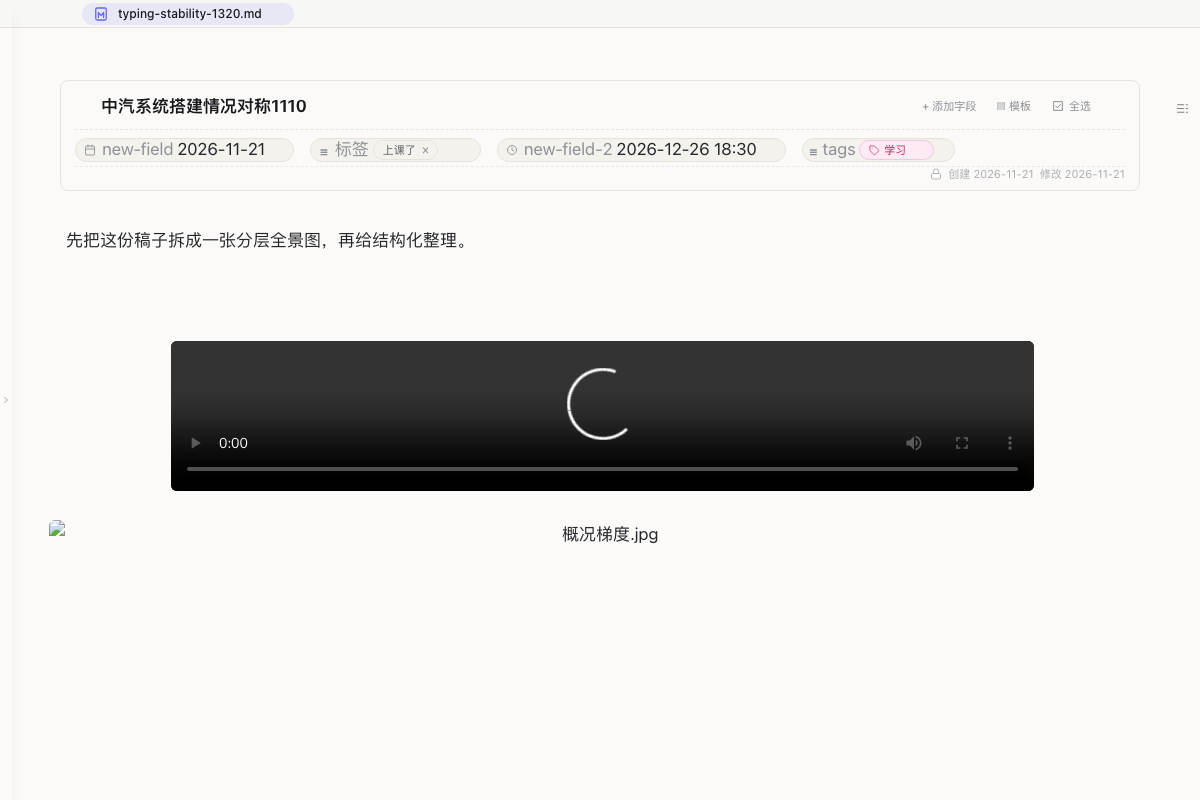 typing-stability-1320.md
中汽系统搭建情况对称1110
+ 添加字段 模板 全选
new-field 2026-11-21 标签 上课了 × new-field-2 2026-12-26 18:30 tags 学习
创建 2026-11-21 修改 2026-11-21
先把这份稿子拆成一张分层全景图，再给结构化整理。
0:00
概况梯度.jpg